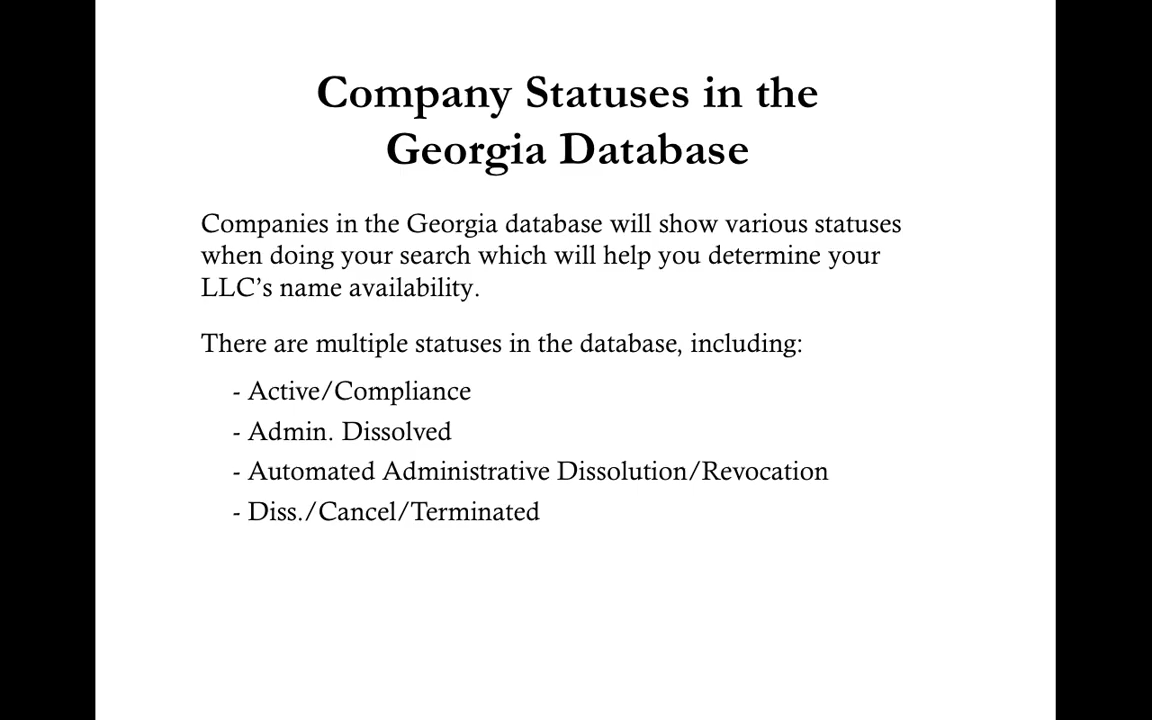 Company Statuses in the
Georgia Database
Companies in the Georgia database will show various statuses
when doing your search which will help you determine your
LLC’s name availability.
There are multiple statuses in the database, including:
- Active/Compliance
- Admin. Dissolved
- Automated Administrative Dissolution/Revocation
- Diss./Cancel/Terminated